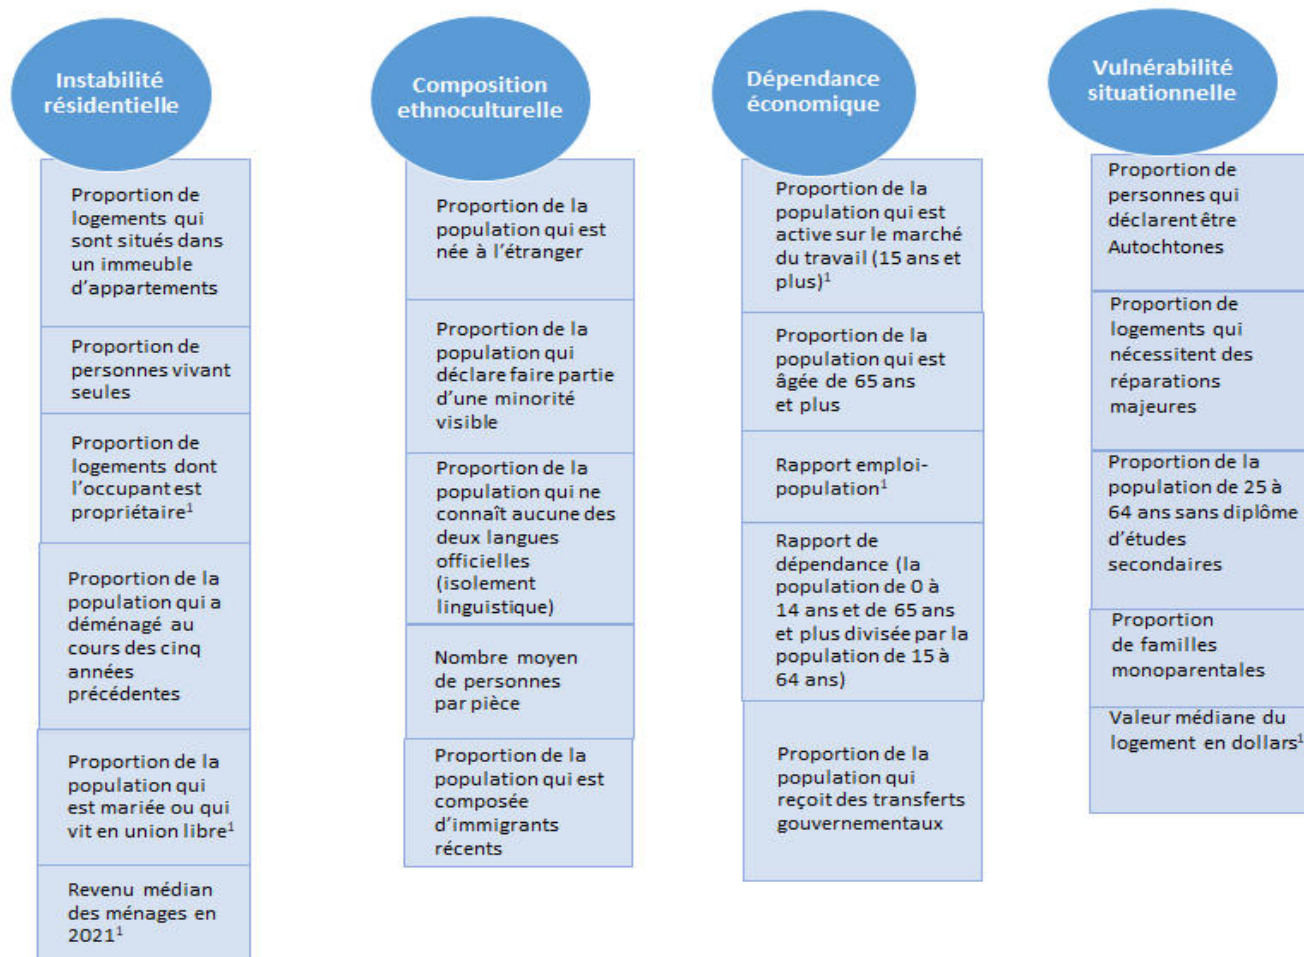 Instabilité
résidentielle
Proportion de
logements qui
sont situés dans
un immeuble
d’appartements
Proportion de
personnes vivant
seules
Proportion de
logements dont
l’occupant est
propriétaire¹
Proportion de la
population qui a
déménagé au
cours des cinq
années
précédentes
Proportion de la
population qui
est mariée ou qui
vit en union libre¹
Revenu médian
des ménages en
2021¹
Composition
ethnoculturelle
Proportion de la
population qui est
née à l’étranger
Proportion de la
population qui
déclare faire partie
d’une minorité
visible
Proportion de la
population qui ne
connaît aucune des
deux langues
officielles
(isolement
linguistique)
Nombre moyen
de personnes
par pièce
Proportion de la
population qui est
composée
d’immigrants
récents
Dépendance
économique
Proportion de la
population qui est
active sur le marché
du travail (15 ans et
plus)¹
Proportion de la
population qui est
âgée de 65 ans
et plus
Rapport emploi-
population¹
Rapport de
dépendance (la
population de 0 à
14 ans et de 65 ans
et plus divisée par la
population de 15 à
64 ans)
Proportion de la
population qui
reçoit des transferts
gouvernementaux
Vulnérabilité
situationnelle
Proportion de
personnes qui
déclarent être
Autochtones
Proportion de
logements qui
nécessitent des
réparations
majeures
Proportion de la
population de 25 à
64 ans sans diplôme
d’études
secondaires
Proportion
de familles
monoparentales
Valeur médiane du
logement en dollars¹